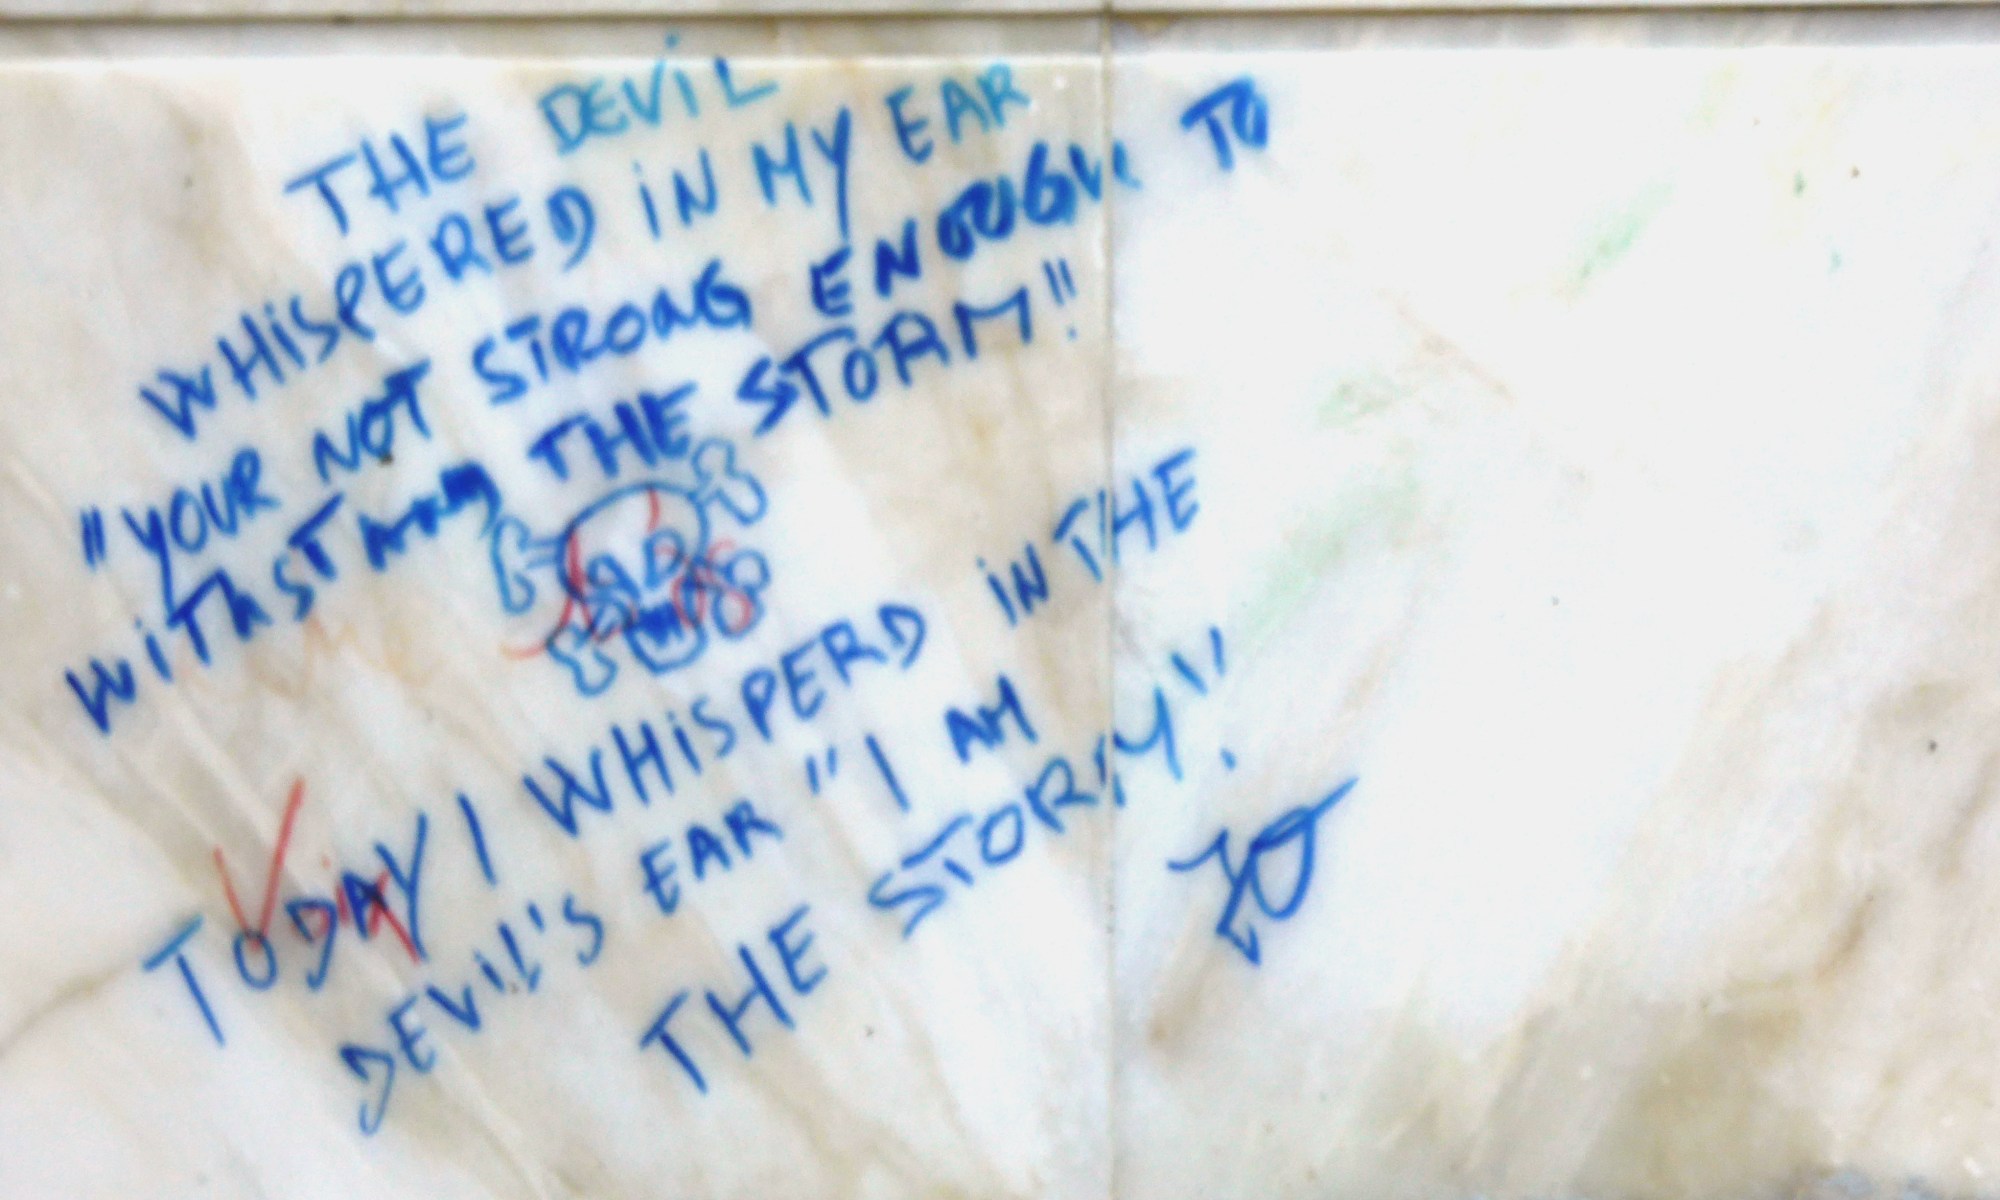 THE DEVIL
WHISPERED IN MY EAR
"YOUR NOT STRONG ENOUGH TO
WITHSTAND THE STORM"
TODAY I WHISPERD IN THE
DEVIL'S EAR "I AM
THE STORM".